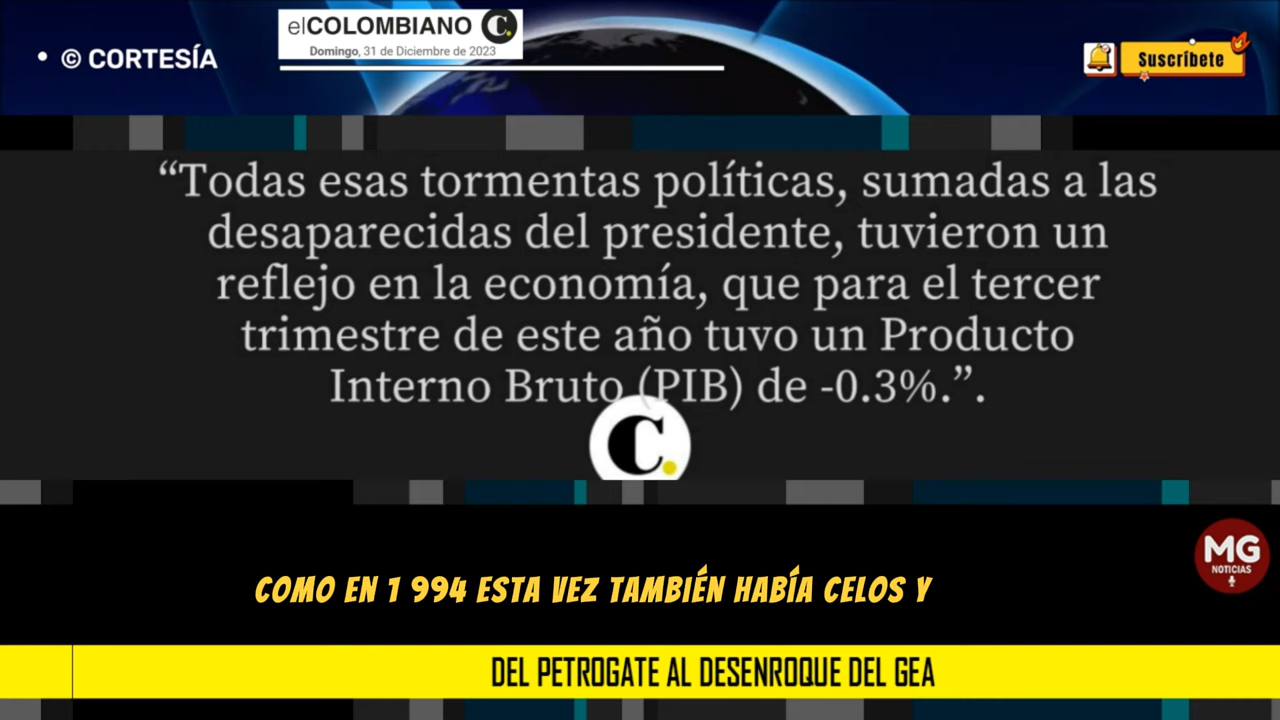 • © CORTESÍA
elCOLOMBIANO C.
Domingo, 31 de Diciembre de 2023
Suscríbete
“Todas esas tormentas políticas, sumadas a las
desaparecidas del presidente, tuvieron un
reflejo en la economía, que para el tercer
trimestre de este año tuvo un Producto
Interno Bruto (PIB) de -0.3%.”.
C.
MG
NOTICIAS
COMO EN 1 994 ESTA VEZ TAMBIÉN HABÍA CELOS Y
DEL PETROGATE AL DESENROQUE DEL GEA